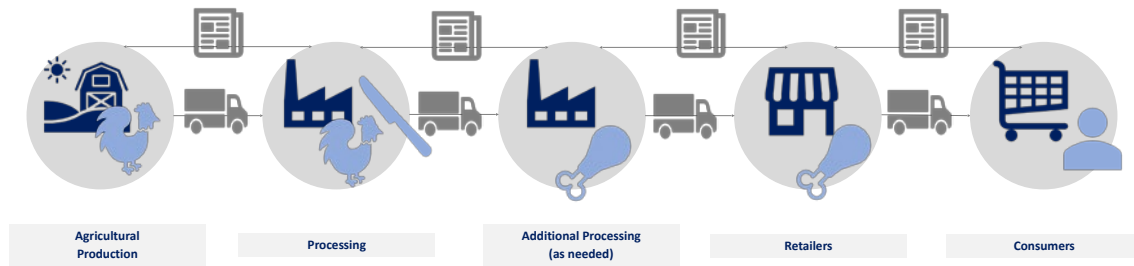 Agricultural
Production
Processing
Additional Processing
(as needed)
Retailers
Consumers